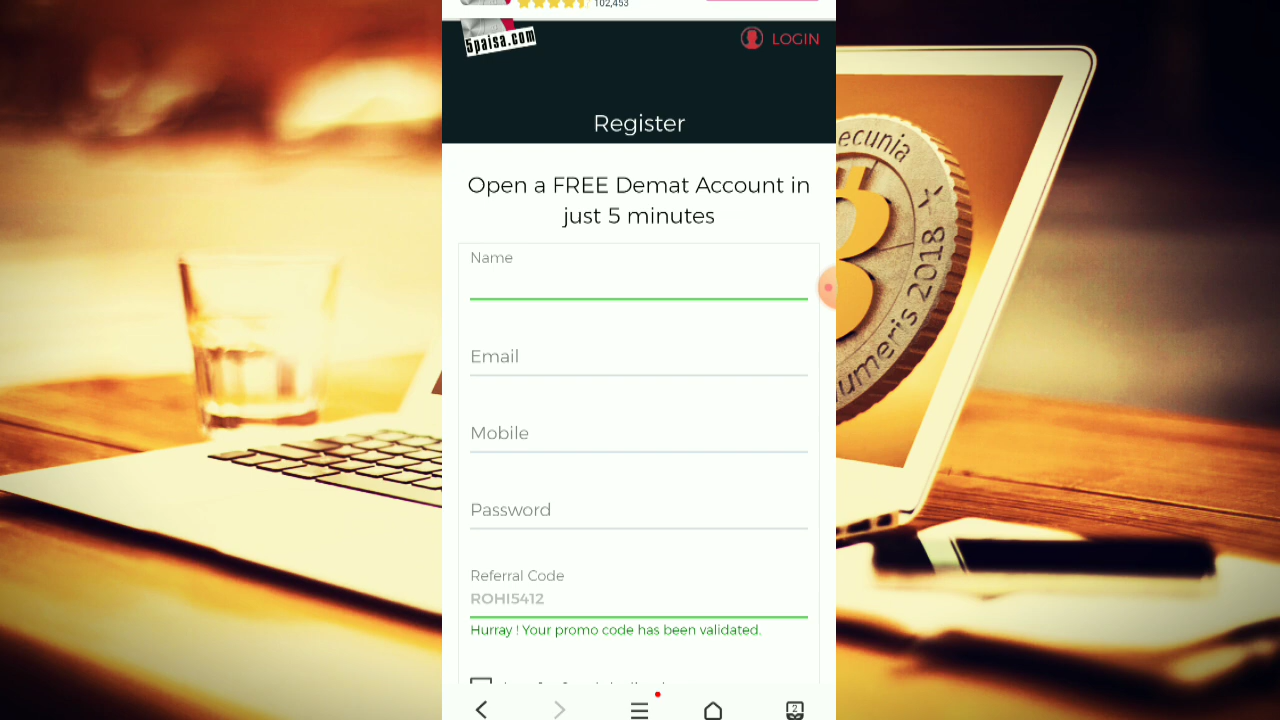 102,453
5paisa.com
LOGIN
Register
Open a FREE Demat Account in
just 5 minutes
Name
Email
Mobile
Password
Referral Code
ROHI5412
Hurray ! Your promo code has been validated.
2
ecunia
umeris 2018